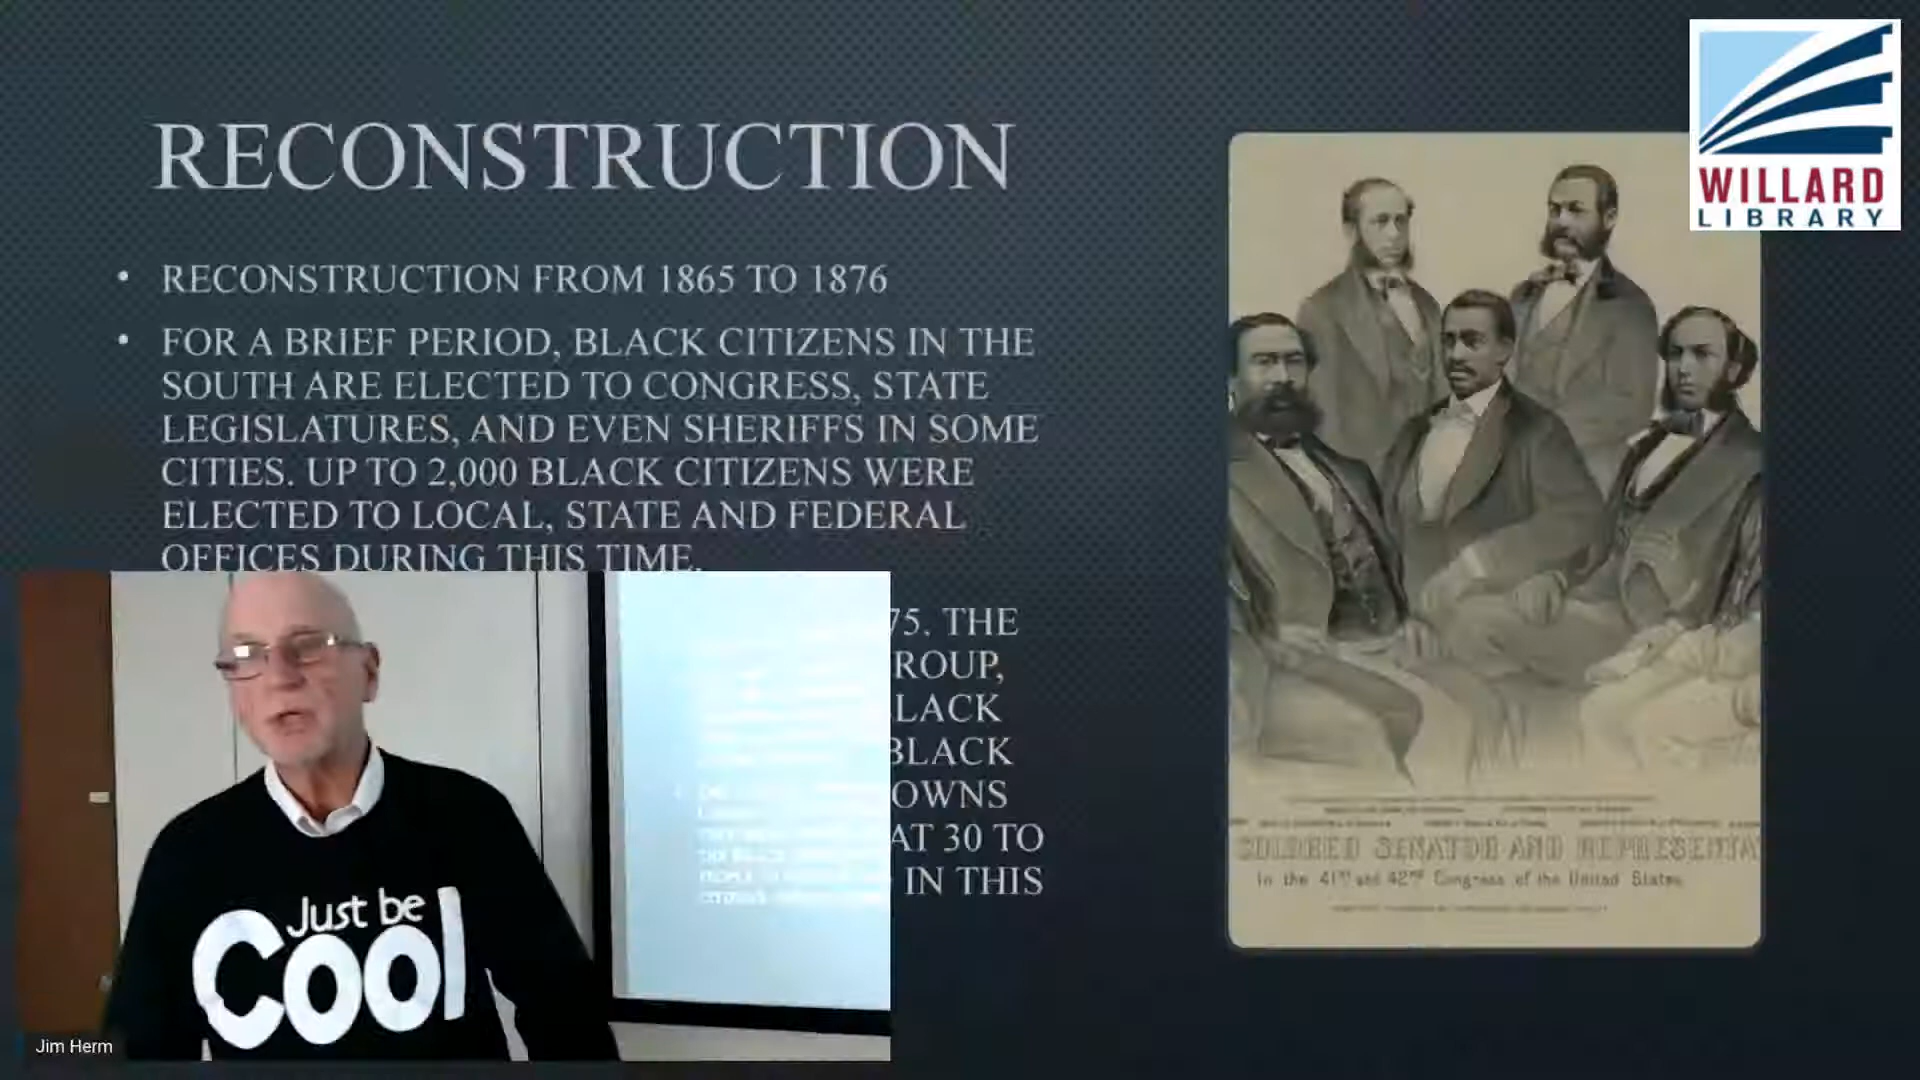 RECONSTRUCTION
• RECONSTRUCTION FROM 1865 TO 1876
• FOR A BRIEF PERIOD, BLACK CITIZENS IN THE
SOUTH ARE ELECTED TO CONGRESS, STATE
LEGISLATURES, AND EVEN SHERIFFS IN SOME
CITIES. UP TO 2,000 BLACK CITIZENS WERE
ELECTED TO LOCAL, STATE AND FEDERAL
OFFICES DURING THIS TIME.
75. THE
ROUP,
LACK
BLACK
OWNS
AT 30 TO
IN THIS
WILLARD
LIBRARY
COLORED SENATOR AND REPRESENTA
In the 41ST and 42ND Congress of the United States.
Just be
Cool
Jim Herm